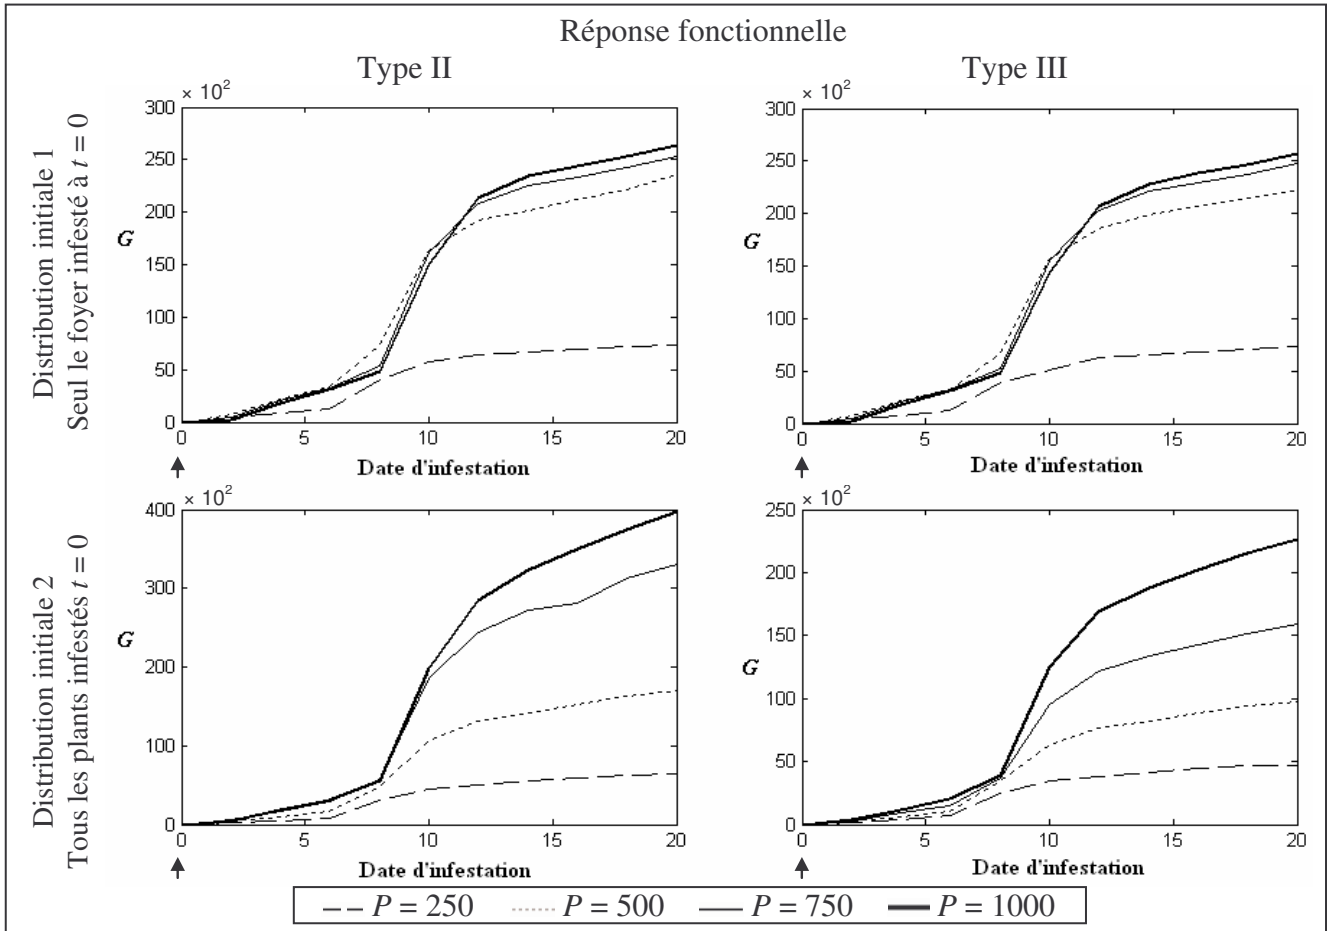 Réponse fonctionnelle
Type II
Type III
Distribution initiale 1
Seul le foyer infesté à t = 0
× 10²
300
250
200
150
100
50
0
G
0 5 10 15 20
Date d'infestation
× 10²
300
250
200
150
100
50
0
G
0 5 10 15 20
Date d'infestation
Distribution initiale 2
Tous les plants infestés t = 0
× 10²
400
300
200
100
0
G
0 5 10 15 20
Date d'infestation
× 10²
250
200
150
100
50
0
G
0 5 10 15 20
Date d'infestation
P = 250 P = 500 P = 750 P = 1000